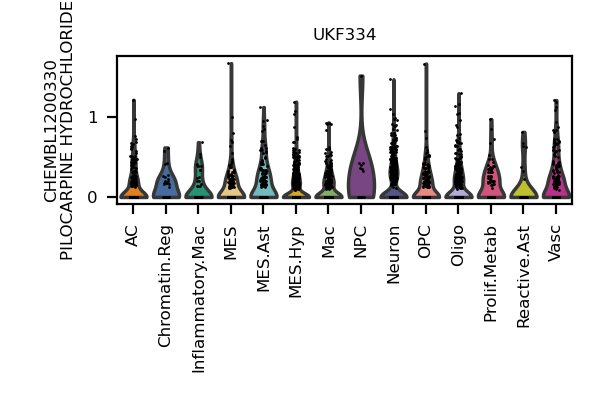 UKF334
CHEMBL1200330
PILOCARPINE HYDROCHLORIDE
1
0
AC
Chromatin.Reg
Inflammatory.Mac
MES
MES.Ast
MES.Hyp
Mac
NPC
Neuron
OPC
Oligo
Prolif.Metab
Reactive.Ast
Vasc